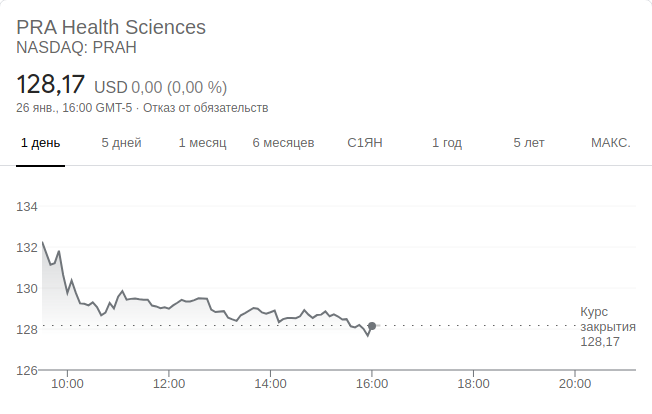 PRA Health Sciences
NASDAQ: PRAH
128,17 USD 0,00 (0,00 %)
26 янв., 16:00 GMT-5 · Отказ от обязательств
1 день 5 дней 1 месяц 6 месяцев С1ЯН 1 год 5 лет МАКС.
134
132
130
Курс
128 закрытия
128,17
126
10:00 12:00 14:00 16:00 18:00 20:00